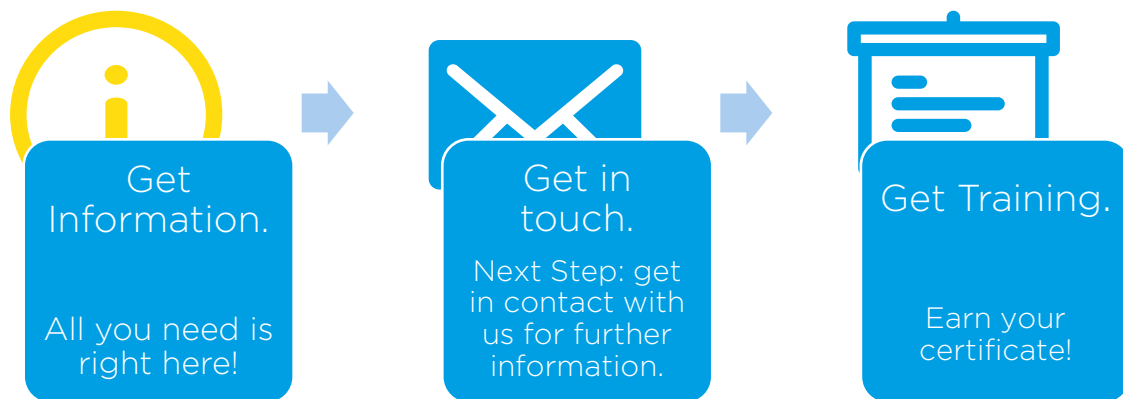 Get
Information.
All you need is
right here!
Get in
touch.
Next Step: get
in contact with
us for further
information.
Get Training.
Earn your
certificate!